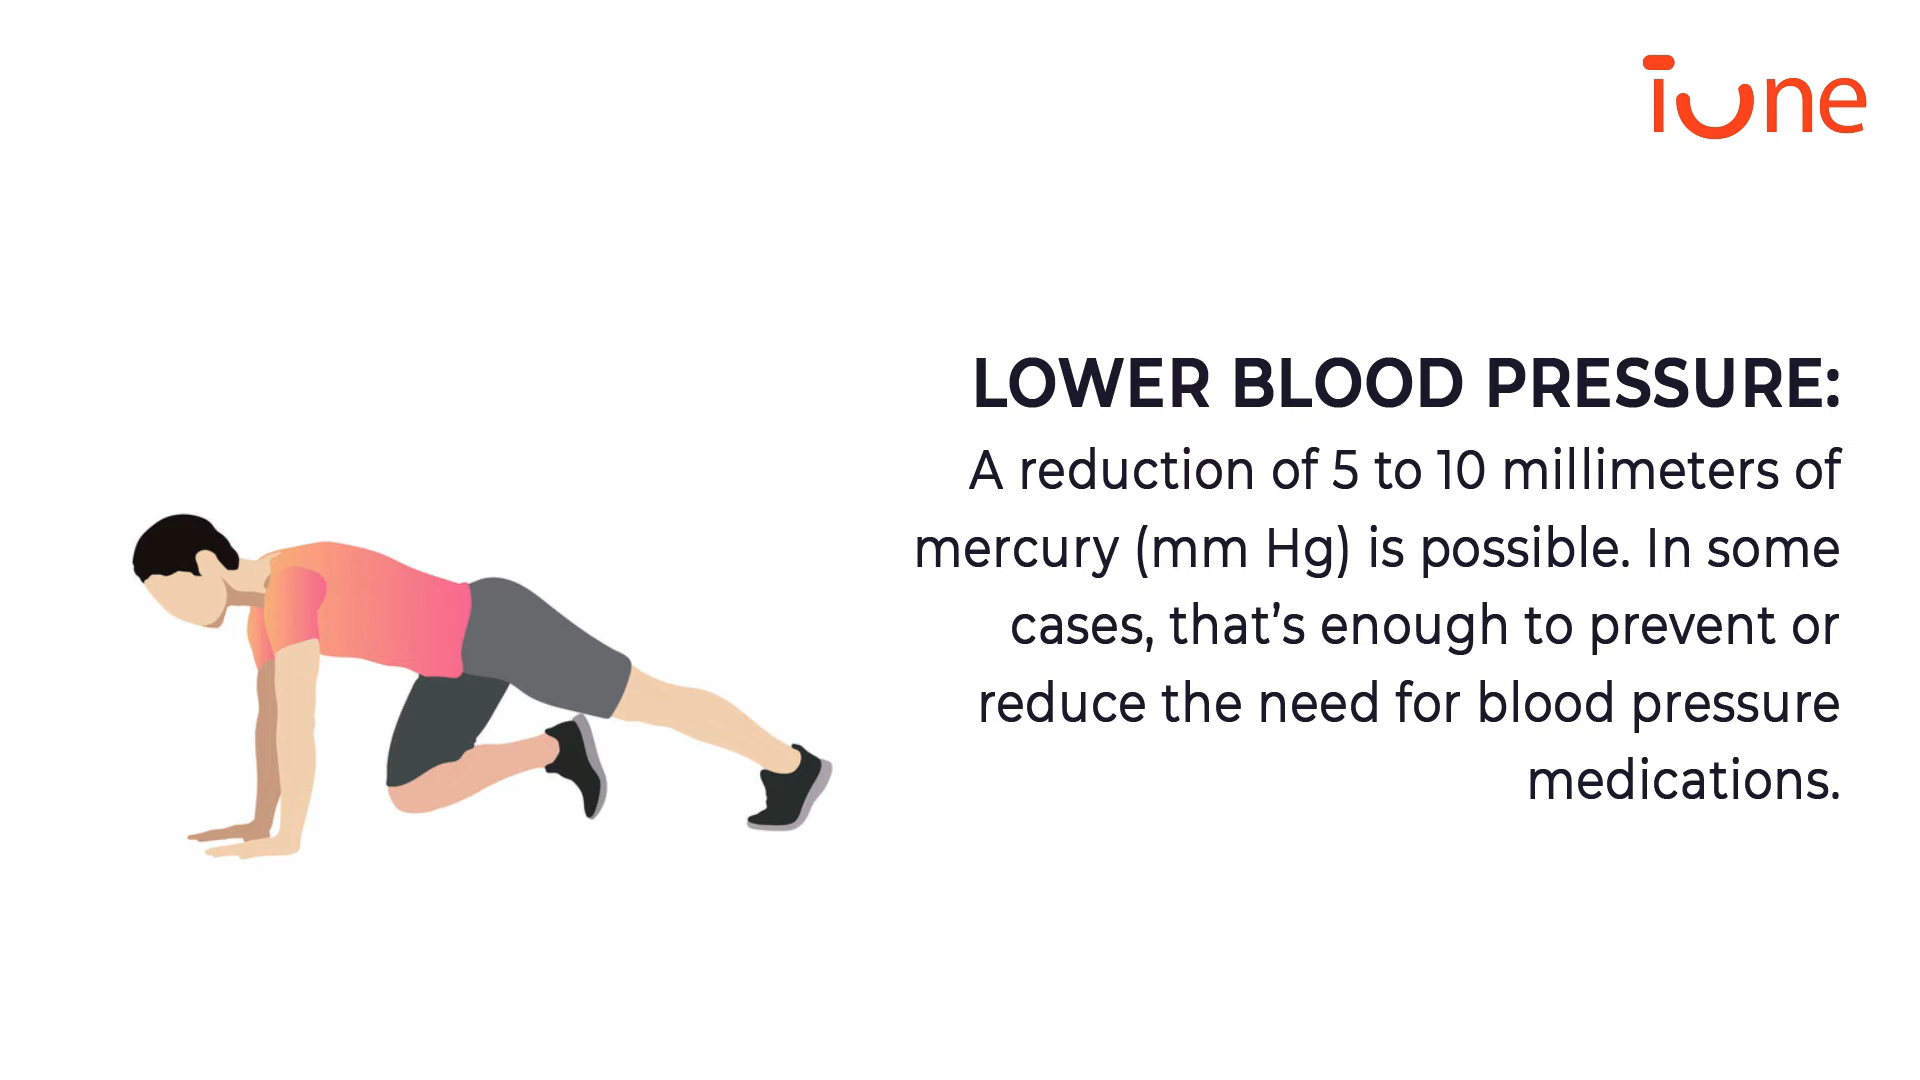 iune
LOWER BLOOD PRESSURE:
A reduction of 5 to 10 millimeters of
mercury (mm Hg) is possible. In some
cases, that’s enough to prevent or
reduce the need for blood pressure
medications.